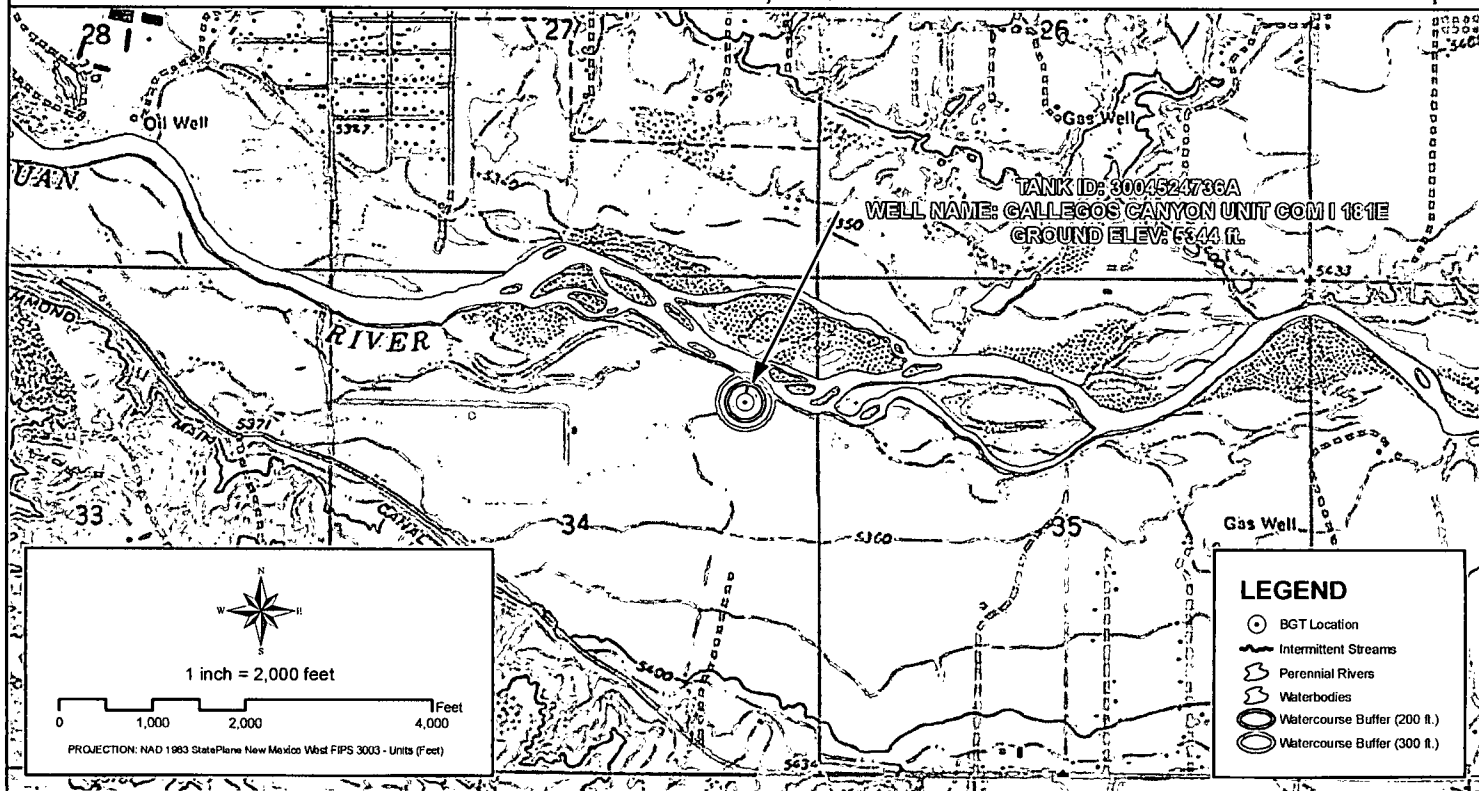 28
27
26
Oil Well
5347
Gas Well
UAN
5340
TANK ID: 3004524736A
WELL NAME: GALLEGOS CANYON UNIT COM I 181E
GROUND ELEV: 5344 ft.
5433
RIVER
5371
MAIN
CANAL
33
34
35
5360
Gas Well
5400
N
W
S
1 inch = 2,000 feet
0 1,000 2,000 4,000 Feet
PROJECTION: NAD 1983 StatePlane New Mexico West FIPS 3003 - Units (Feet)
LEGEND
BGT Location
Intermittent Streams
Perennial Rivers
Waterbodies
Watercourse Buffer (200 ft.)
Watercourse Buffer (300 ft.)